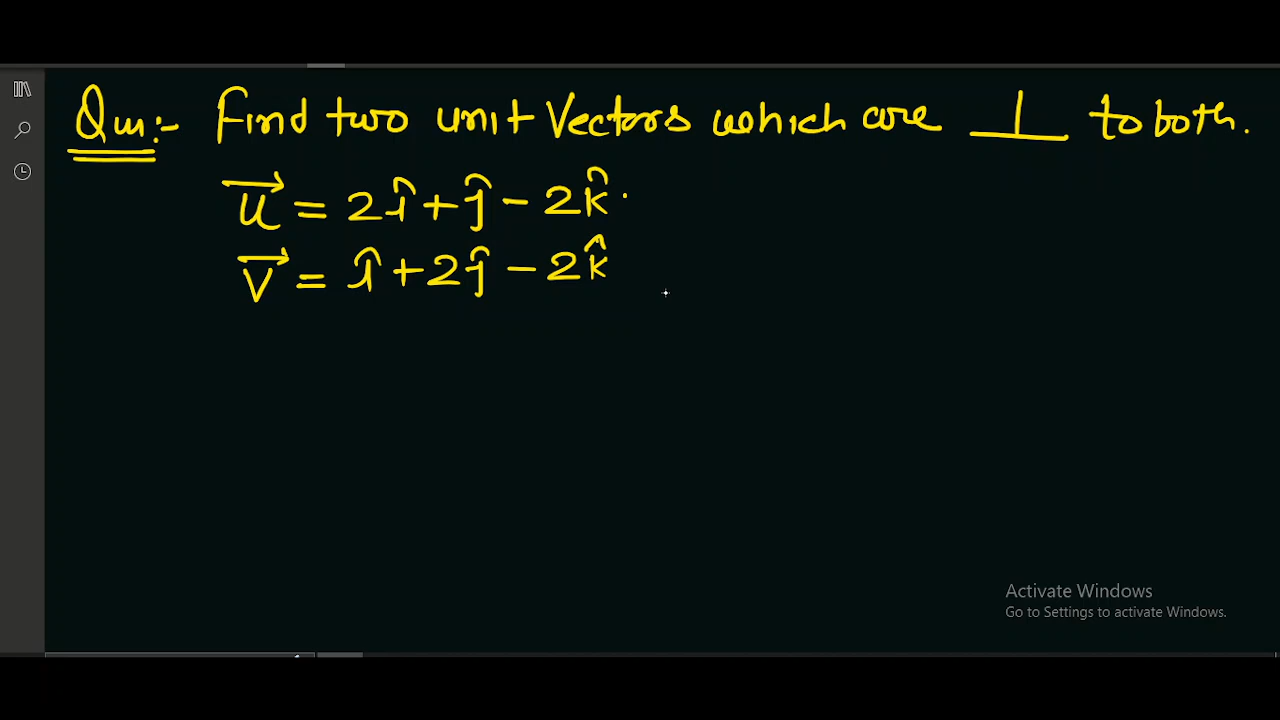 Qn:- Find two unit Vectors which are ⊥ to both.
u⃗ = 2î + ĵ - 2k̂.
v⃗ = î + 2ĵ - 2k̂
Activate Windows
Go to Settings to activate Windows.